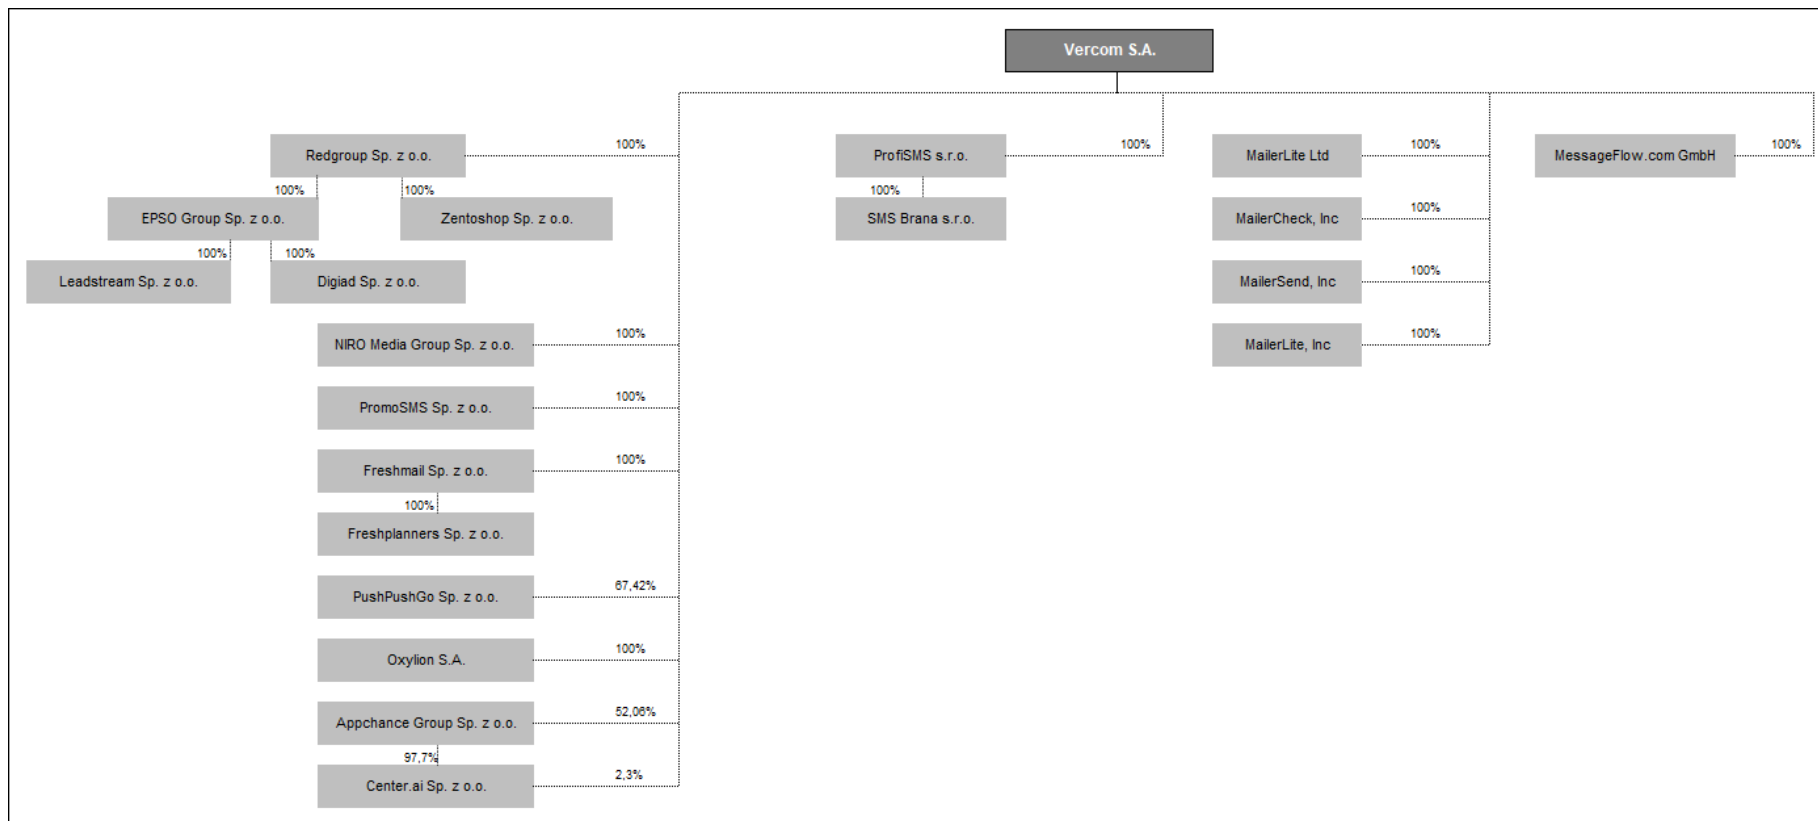 Vercom S.A.
Redgroup Sp. z o.o.
100%
ProfiSMS s.r.o.
100%
MailerLite Ltd
100%
MessageFlow.com GmbH
100%
100%
100%
100%
EPSO Group Sp. z o.o.
Zentoshop Sp. z o.o.
SMS Brana s.r.o.
MailerCheck, Inc
100%
100%
100%
Leadstream Sp. z o.o.
Digiad Sp. z o.o.
MailerSend, Inc
100%
NIRO Media Group Sp. z o.o.
100%
MailerLite, Inc
100%
PromoSMS Sp. z o.o.
100%
Freshmail Sp. z o.o.
100%
100%
Freshplanners Sp. z o.o.
PushPushGo Sp. z o.o.
67,42%
Oxylion S.A.
100%
Appchance Group Sp. z o.o.
52,06%
97,7%
Center.ai Sp. z o.o.
2,3%